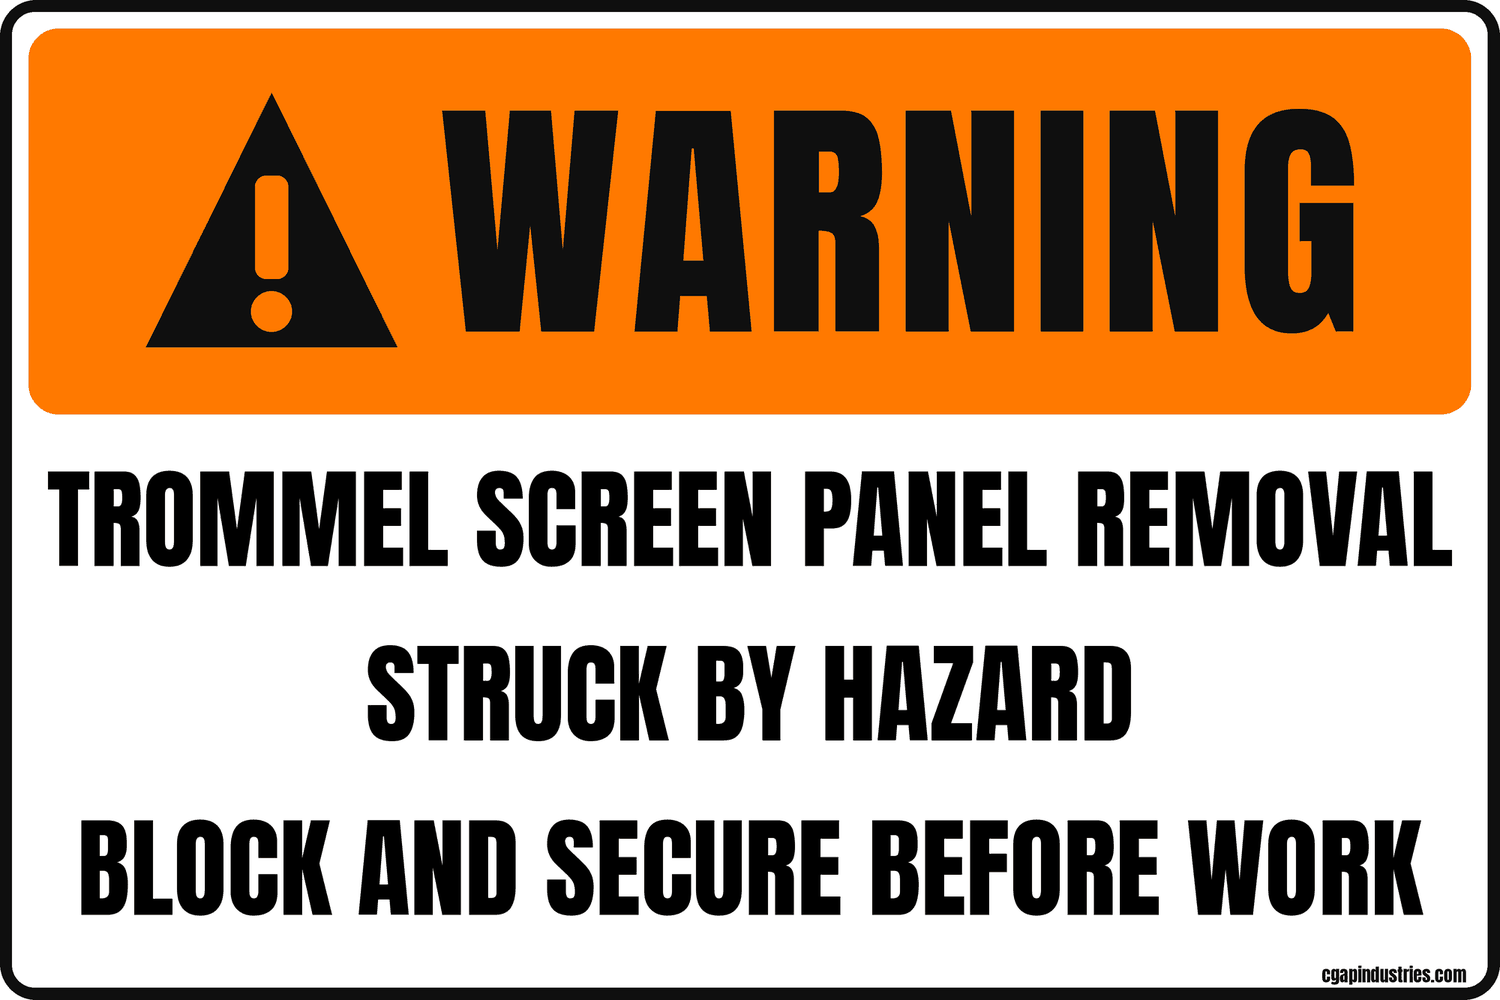 WARNING
TROMMEL SCREEN PANEL REMOVAL
STRUCK BY HAZARD
BLOCK AND SECURE BEFORE WORK
cgapindustries.com